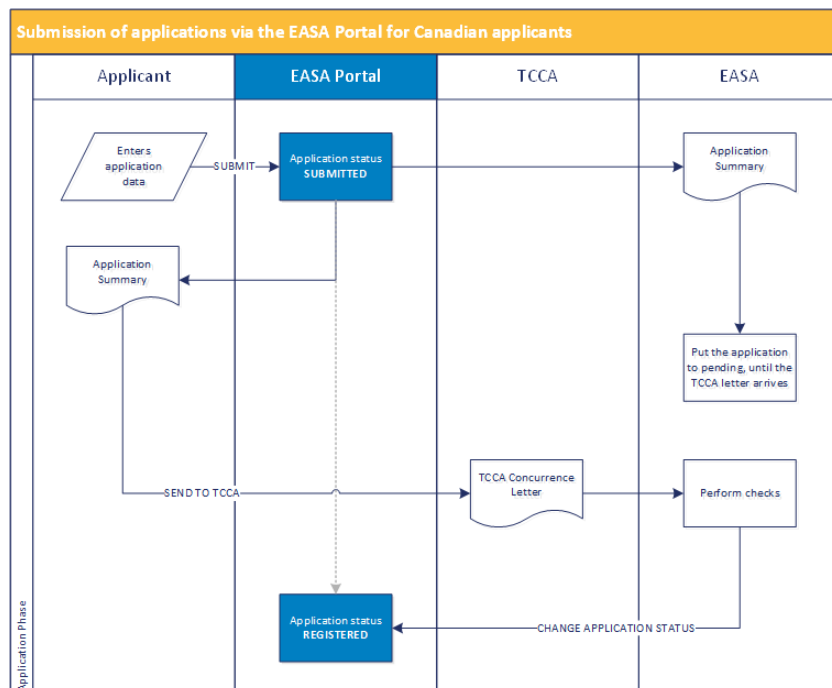 Submission of applications via the EASA Portal for Canadian applicants
Applicant
EASA Portal
TCCA
EASA
Enters
application
data
SUBMIT
Application status
SUBMITTED
Application
Summary
Application
Summary
Put the application
to pending, until the
TCCA letter arrives
SEND TO TCCA
TCCA Concurrence
Letter
Perform checks
Application status
REGISTERED
CHANGE APPLICATION STATUS
Application Phase